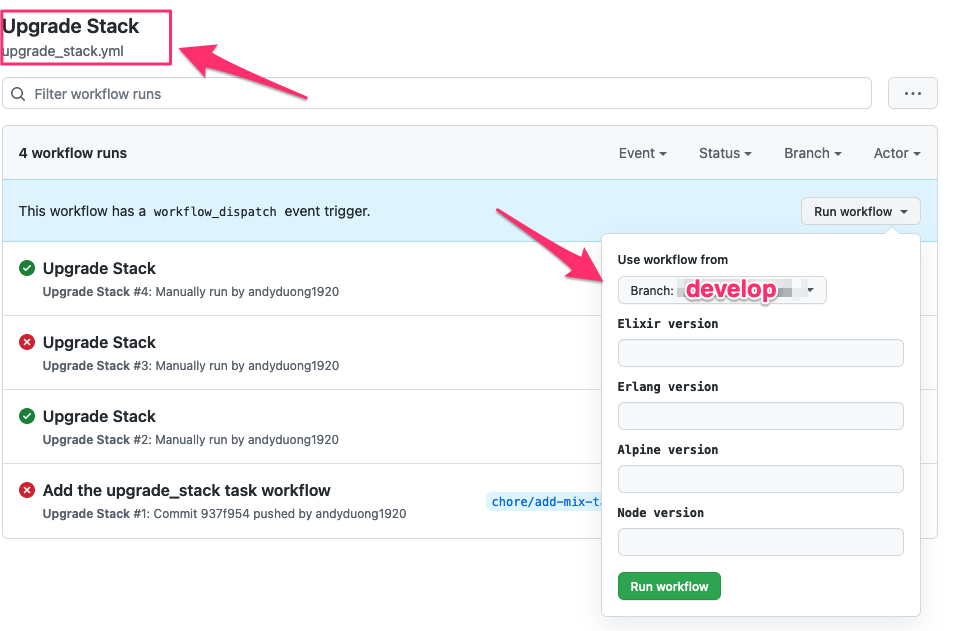 Upgrade Stack
upgrade_stack.yml
Filter workflow runs
4 workflow runs
Event
Status
Branch
Actor
This workflow has a workflow_dispatch event trigger.
Run workflow
Upgrade Stack
Upgrade Stack #4: Manually run by andyduong1920
Upgrade Stack
Upgrade Stack #3: Manually run by andyduong1920
Upgrade Stack
Upgrade Stack #2: Manually run by andyduong1920
Add the upgrade_stack task workflow
Upgrade Stack #1: Commit 937f954 pushed by andyduong1920
chore/add-mix-ta
Use workflow from
Branch: develop
Elixir version
Erlang version
Alpine version
Node version
Run workflow